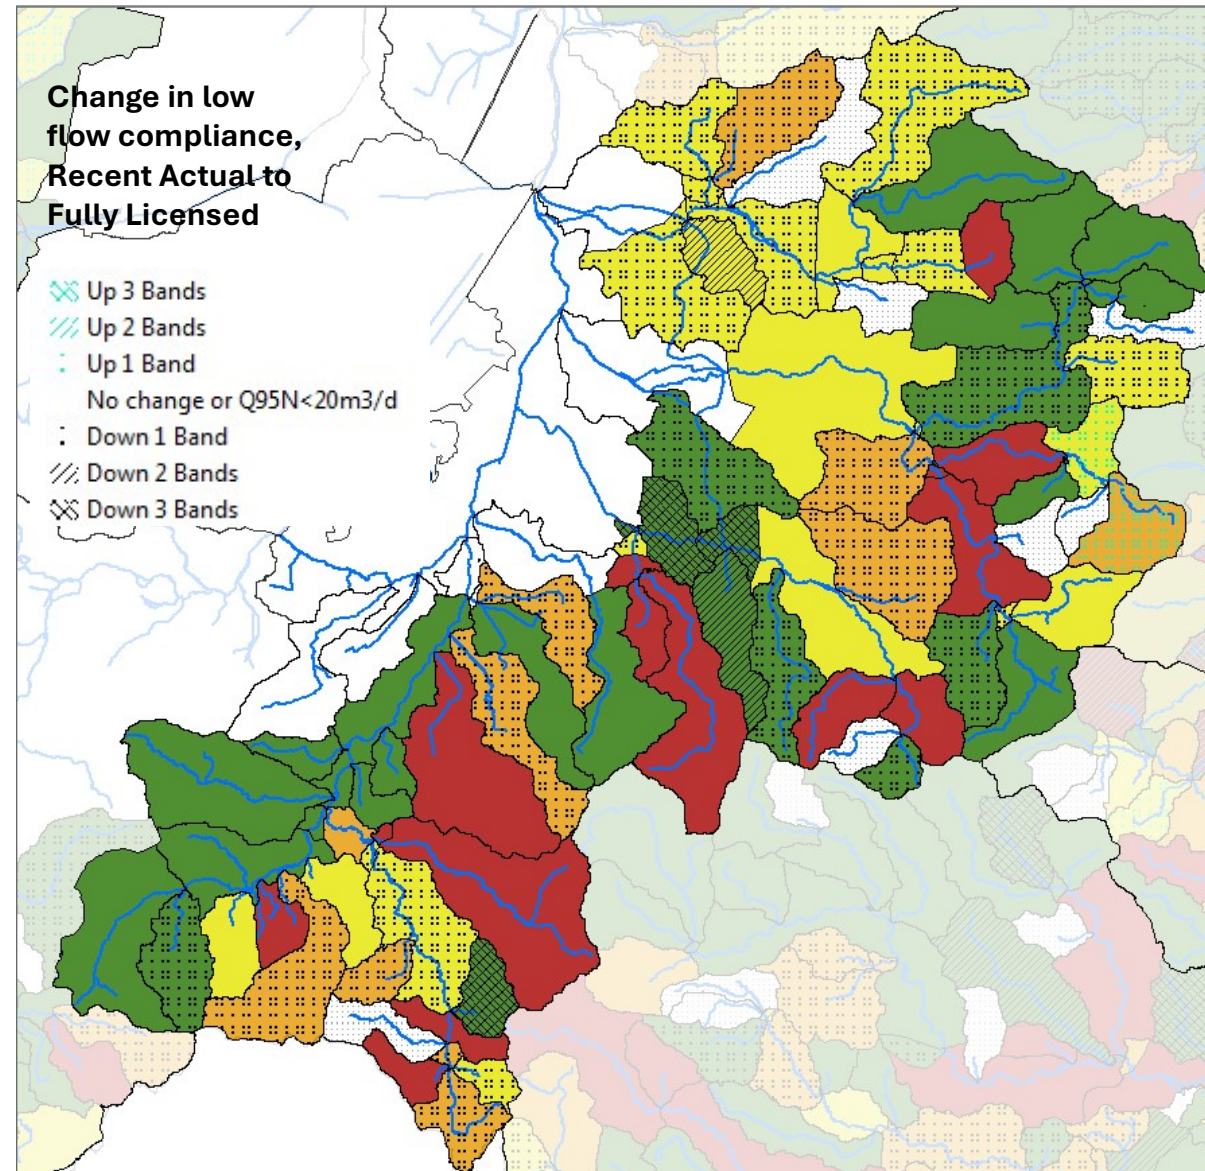 Change in low
flow compliance,
Recent Actual to
Fully Licensed
Up 3 Bands
Up 2 Bands
Up 1 Band
No change or Q95N<20m3/d
Down 1 Band
Down 2 Bands
Down 3 Bands